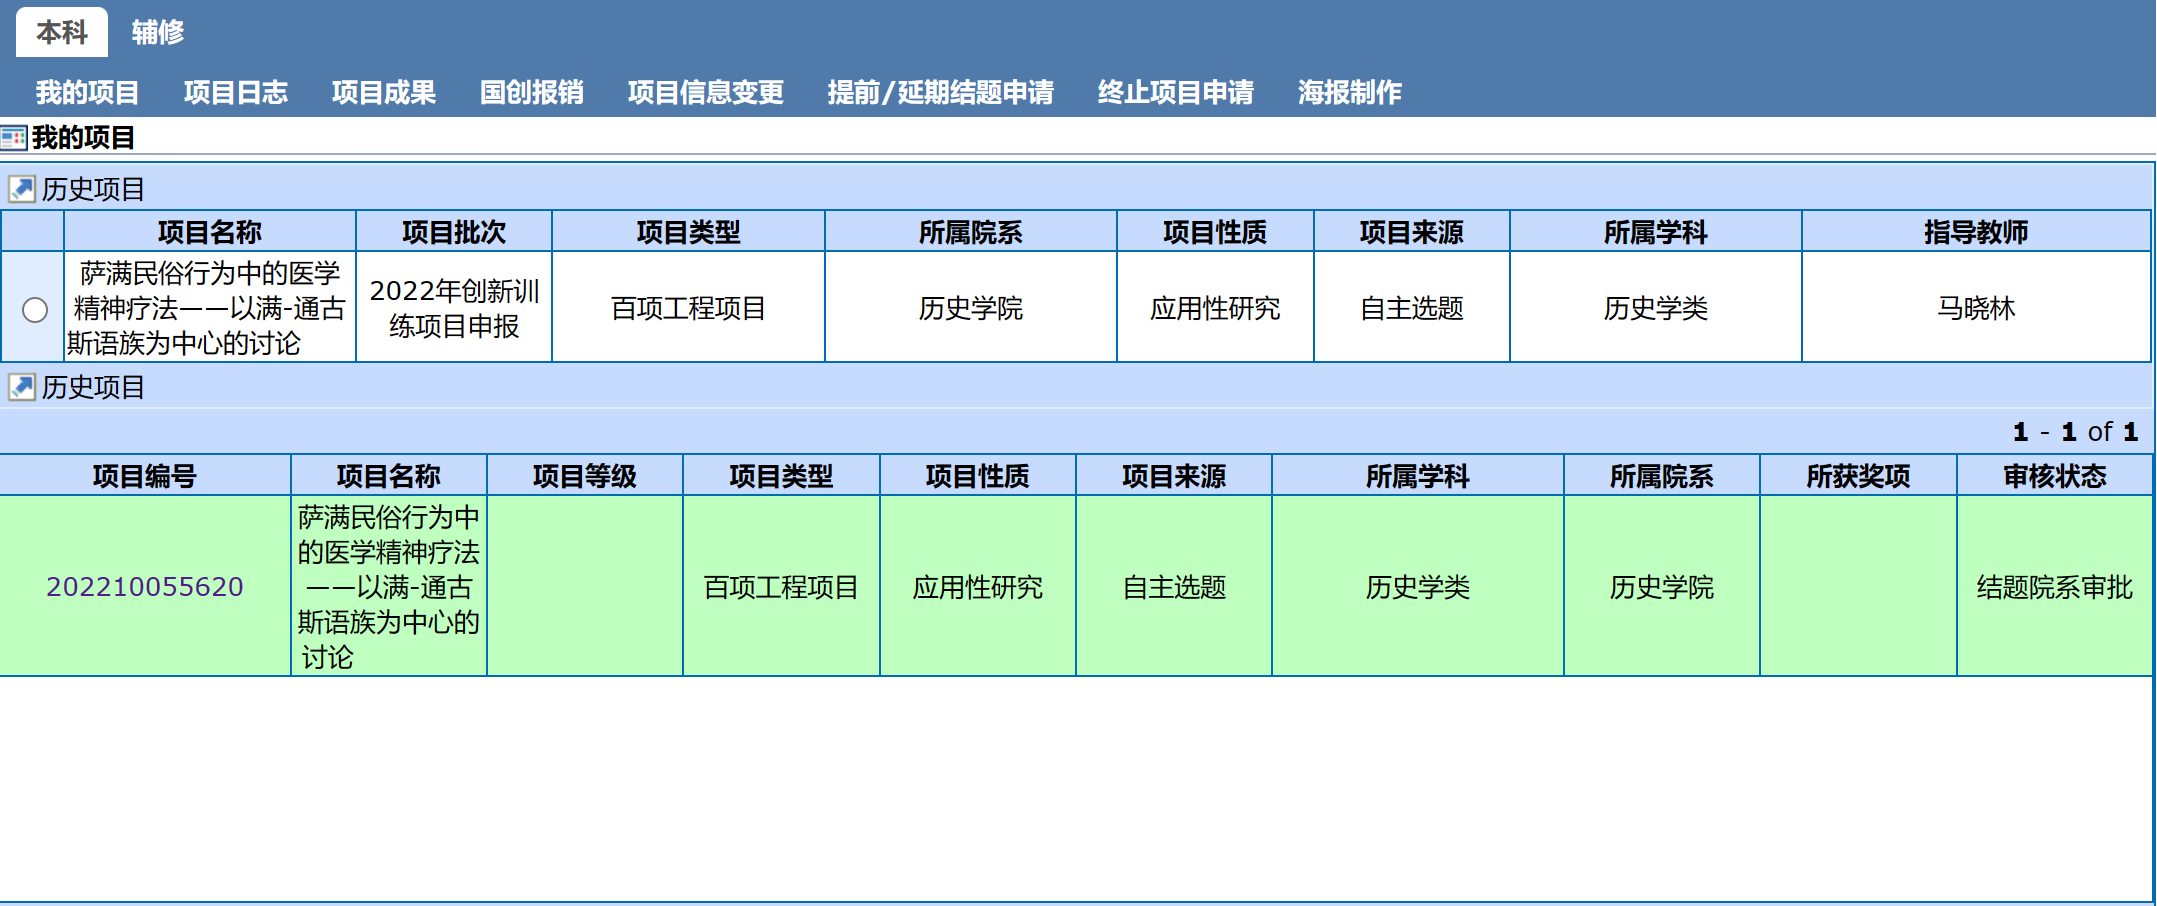 本科 辅修
我的项目 项目日志 项目成果 国创报销 项目信息变更 提前/延期结题申请 终止项目申请 海报制作
我的项目
历史项目
项目名称 项目批次 项目类型 所属院系 项目性质 项目来源 所属学科 指导教师
萨满民俗行为中的医学
精神疗法——以满-通古
斯语族为中心的讨论
2022年创新训
练项目申报
百项工程项目
历史学院
应用性研究
自主选题
历史学类
马晓林
历史项目
1 - 1 of 1
项目编号 项目名称 项目等级 项目类型 项目性质 项目来源 所属学科 所属院系 所获奖项 审核状态
202210055620
萨满民俗行为中
的医学精神疗法
——以满-通古
斯语族为中心的
讨论
百项工程项目
应用性研究
自主选题
历史学类
历史学院
结题院系审批